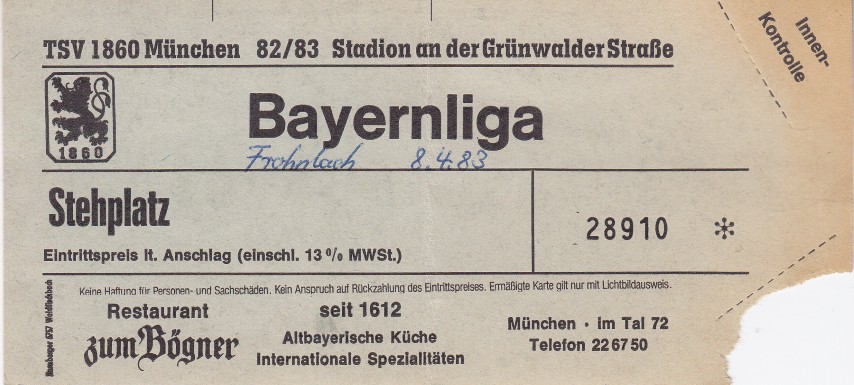 TSV 1860 München 82/83 Stadion an der Grünwalder Straße
Innen-
Kontrolle
1860
Bayernliga
Frohnlach 8.4.83
Stehplatz
28910 *
Eintrittspreis lt. Anschlag (einschl. 13% MWSt.)
Keine Haftung für Personen- und Sachschäden. Kein Anspruch auf Rückzahlung des Eintrittspreises. Ermäßigte Karte gilt nur mit Lichtbildausweis.
Restaurant
zum Bögner
seit 1612
Altbayerische Küche
Internationale Spezialitäten
München · im Tal 72
Telefon 226750